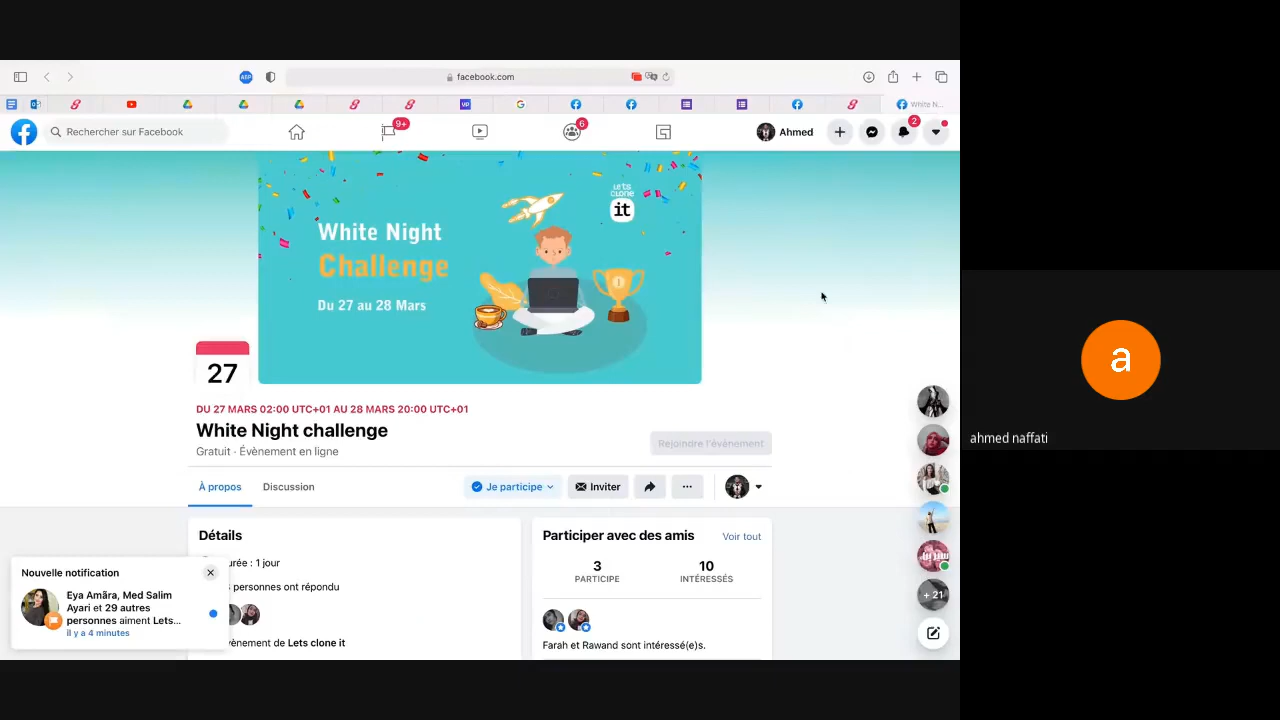 facebook.com
White N...
Rechercher sur Facebook
9+
6
Ahmed
2
LETS
CLONE
it
White Night
Challenge
Du 27 au 28 Mars
1
27
DU 27 MARS 02:00 UTC+01 AU 28 MARS 20:00 UTC+01
White Night challenge
Gratuit · Évènement en ligne
Rejoindre l'évènement
À propos
Discussion
Je participe
Inviter
Détails
urée : 1 jour
personnes ont répondu
vènement de Lets clone it
Participer avec des amis
Voir tout
3
PARTICIPE
10
INTÉRESSÉS
Farah et Rawand sont intéressé(e)s.
Nouvelle notification
Eya Amâra, Med Salim
Ayari et 29 autres
personnes aiment Lets...
il y a 4 minutes
+ 21
a
ahmed naffati